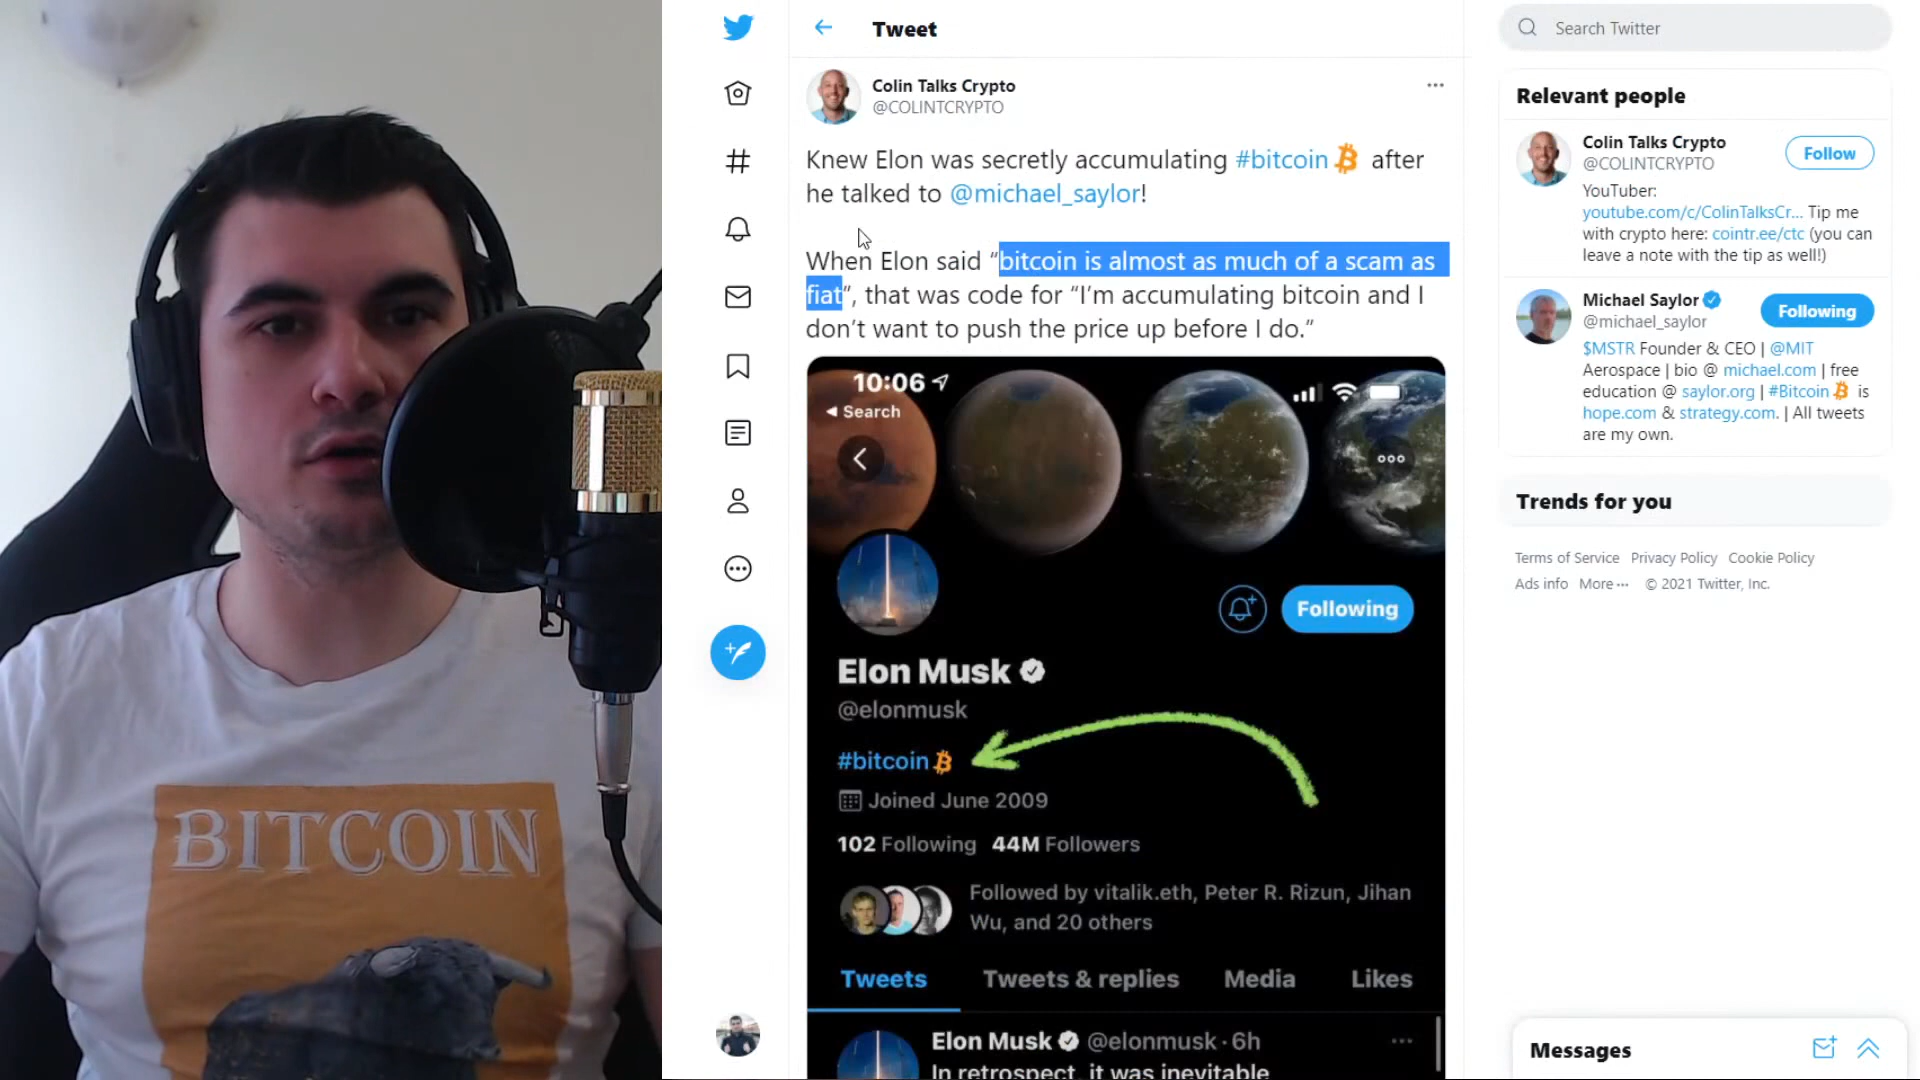 BITCOIN
Tweet
Colin Talks Crypto
@COLINTCRYPTO
Knew Elon was secretly accumulating #bitcoin after
he talked to @michael_saylor!
When Elon said “bitcoin is almost as much of a scam as
fiat”, that was code for “I’m accumulating bitcoin and I
don’t want to push the price up before I do.”
10:06
Search
Following
Elon Musk
@elonmusk
#bitcoin
Joined June 2009
102 Following 44M Followers
Followed by vitalik.eth, Peter R. Rizun, Jihan
Wu, and 20 others
Tweets Tweets & replies Media Likes
Elon Musk @elonmusk · 6h
In retrospect, it was inevitable
Search Twitter
Relevant people
Colin Talks Crypto
@COLINTCRYPTO
Follow
YouTuber:
youtube.com/c/ColinTalksCr... Tip me
with crypto here: cointr.ee/ctc (you can
leave a note with the tip as well!)
Michael Saylor
@michael_saylor
Following
$MSTR Founder & CEO | @MIT
Aerospace | bio @ michael.com | free
education @ saylor.org | #Bitcoin is
hope.com & strategy.com. | All tweets
are my own.
Trends for you
Terms of Service Privacy Policy Cookie Policy
Ads info More ··· © 2021 Twitter, Inc.
Messages